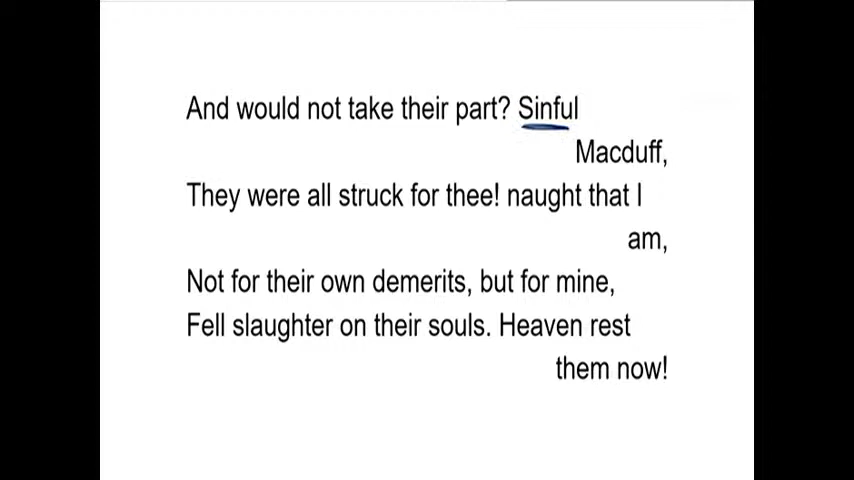 And would not take their part? Sinful
Macduff,
They were all struck for thee! naught that I
am,
Not for their own demerits, but for mine,
Fell slaughter on their souls. Heaven rest
them now!